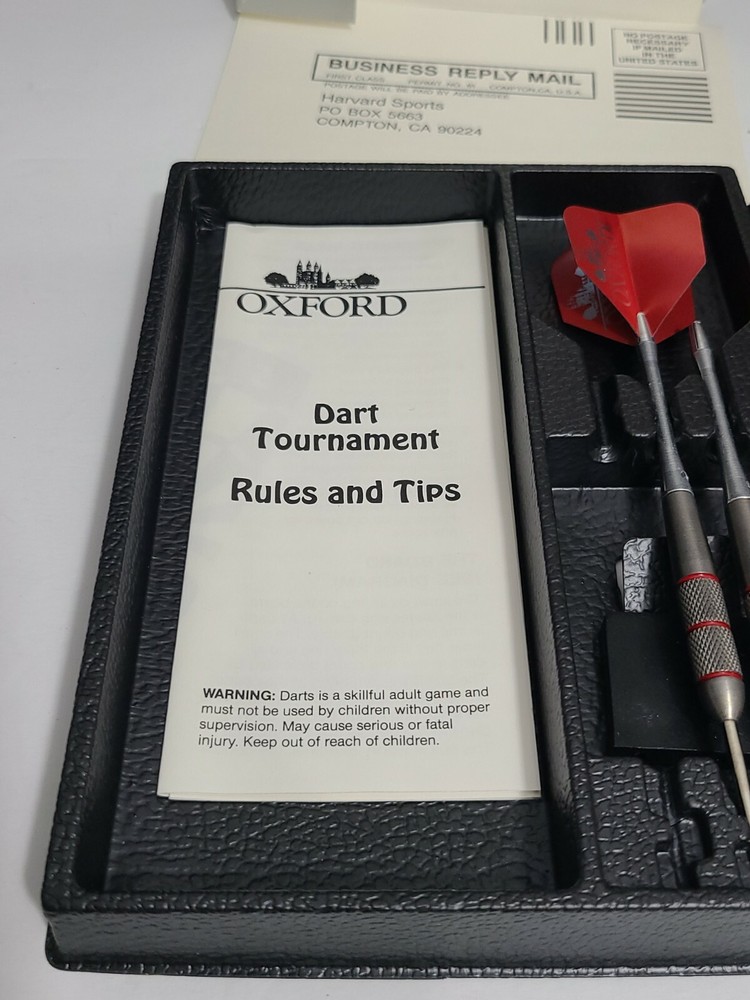 NO POSTAGE
NECESSARY
IF MAILED
IN THE
UNITED STATES
BUSINESS REPLY MAIL
FIRST CLASS PERMIT NO. 81 COMPTON, CA, U.S.A.
POSTAGE WILL BE PAID BY ADDRESSEE
Harvard Sports
PO BOX 5663
COMPTON, CA 90224
OXFORD
Dart
Tournament
Rules and Tips
WARNING: Darts is a skillful adult game and
must not be used by children without proper
supervision. May cause serious or fatal
injury. Keep out of reach of children.